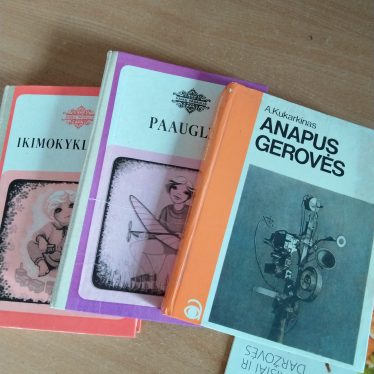 IKIMOKYKL
PAAUGL
A.Kukarkinas
ANAPUS
GEROVĖS
DARŽOVĖS